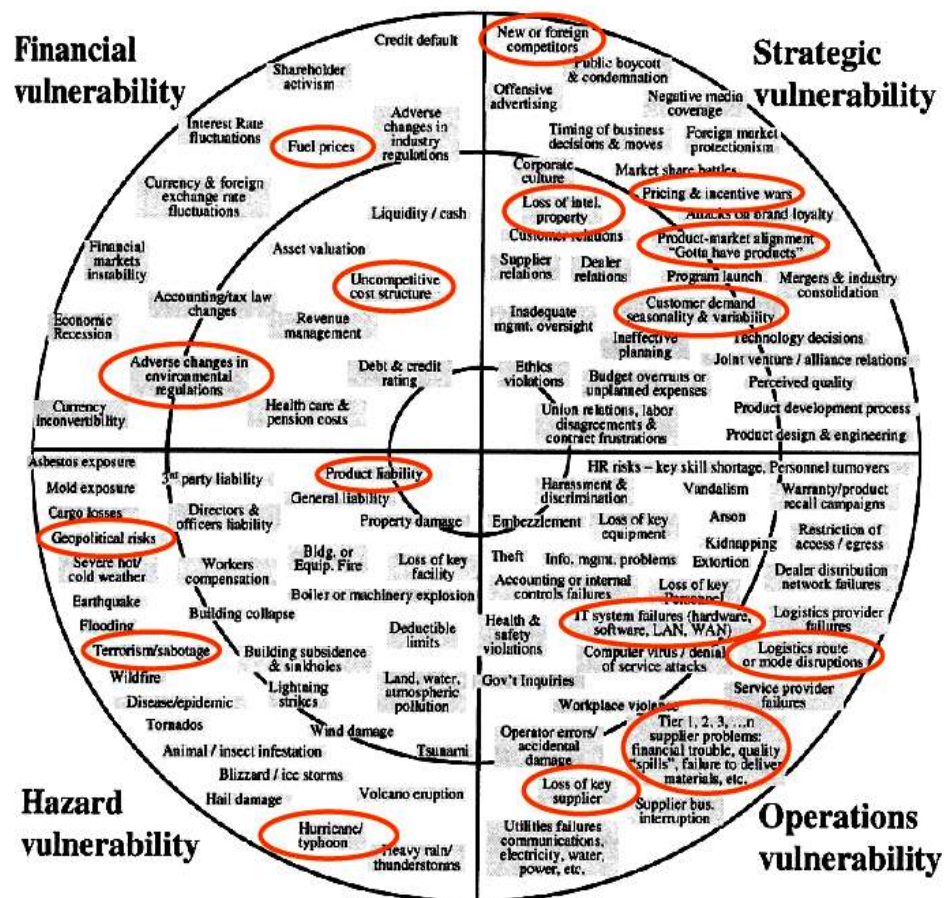 Financial
vulnerability
Credit default
Shareholder
activism
Interest Rate
fluctuations
Fuel prices
Adverse
changes in
industry
regulations
Currency & foreign
exchange rate
fluctuations
Liquidity / cash
Asset valuation
Financial
markets
instability
Uncompetitive
cost structure
Accounting/tax law
changes
Revenue
management
Economic
Recession
Adverse changes in
environmental
regulations
Debt & credit
rating
Health care &
pension costs
Currency
inconvertibility
Strategic
vulnerability
New or foreign
competitors
Public boycott
& condemnation
Offensive
advertising
Negative media
coverage
Timing of business
decisions & moves
Foreign market
protectionism
Corporate
culture
Market share battles
Pricing & incentive wars
Loss of intel.
property
Attacks on brand loyalty
Customer relations
Product-market alignment
"Gotta have products"
Supplier
relations
Dealer
relations
Program launch
Mergers & industry
consolidation
Customer demand
seasonality & variability
Inadequate
mgmt. oversight
Ineffective
planning
Technology decisions
Joint venture / alliance relations
Ethics
violations
Budget overruns or
unplanned expenses
Perceived quality
Union relations, labor
disagreements &
contract frustrations
Product development process
Product design & engineering
Asbestos exposure
Mold exposure
3rd party liability
Product liability
General liability
Cargo losses
Directors &
officers liability
Property damage
Geopolitical risks
Severe hot/
cold weather
Workers
compensation
Bldg. or
Equip. Fire
Loss of key
facility
Boiler or machinery explosion
Earthquake
Building collapse
Flooding
Deductible
limits
Terrorism/sabotage
Building subsidence
& sinkholes
Wildfire
Lightning
strikes
Land, water,
atmospheric
pollution
Disease/epidemic
Tornados
Wind damage
Animal / insect infestation
Tsunami
Blizzard / ice storms
Hail damage
Volcano eruption
Hurricane/
typhoon
Heavy rain/
thunderstorms
Hazard
vulnerability
HR risks – key skill shortage, Personnel turnovers
Harassment &
discrimination
Vandalism
Warranty/product
recall campaigns
Embezzlement
Loss of key
equipment
Arson
Restriction of
access / egress
Kidnapping
Theft
Info. mgmt. problems
Extortion
Dealer distribution
network failures
Accounting or internal
controls failures
Loss of key
Personnel
Health &
safety
violations
IT system failures (hardware,
software, LAN, WAN)
Logistics provider
failures
Computer virus / denial
of service attacks
Logistics route
or mode disruptions
Gov't Inquiries
Service provider
failures
Workplace violence
Operator errors/
accidental
damage
Tier 1, 2, 3, …n
supplier problems:
financial trouble, quality
"spills", failure to deliver
materials, etc.
Loss of key
supplier
Supplier bus.
interruption
Utilities failures
communications,
electricity, water,
power, etc.
Operations
vulnerability